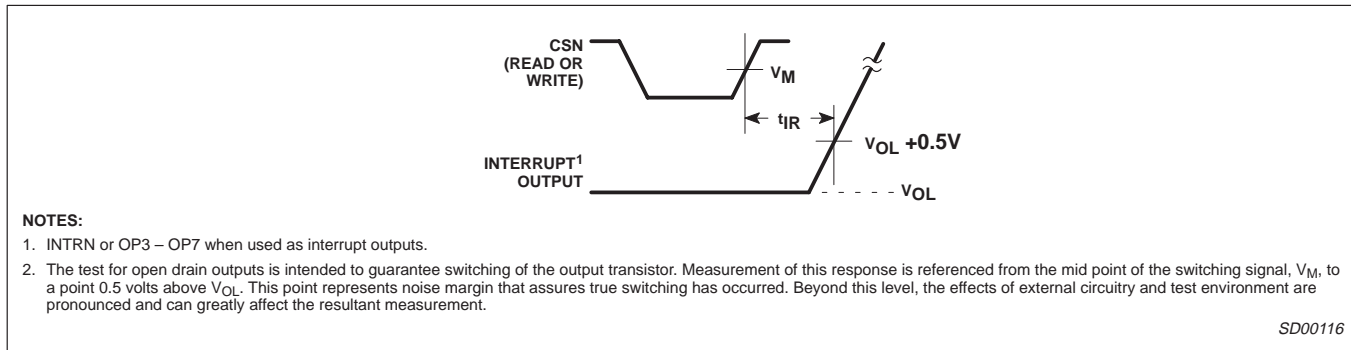 CSN
(READ OR
WRITE)
VM
tIR
VOL +0.5V
INTERRUPT1
OUTPUT
VOL
NOTES:
1. INTRN or OP3 – OP7 when used as interrupt outputs.
2. The test for open drain outputs is intended to guarantee switching of the output transistor. Measurement of this response is referenced from the mid point of the switching signal, VM, to
a point 0.5 volts above VOL. This point represents noise margin that assures true switching has occurred. Beyond this level, the effects of external circuitry and test environment are
pronounced and can greatly affect the resultant measurement.
SD00116